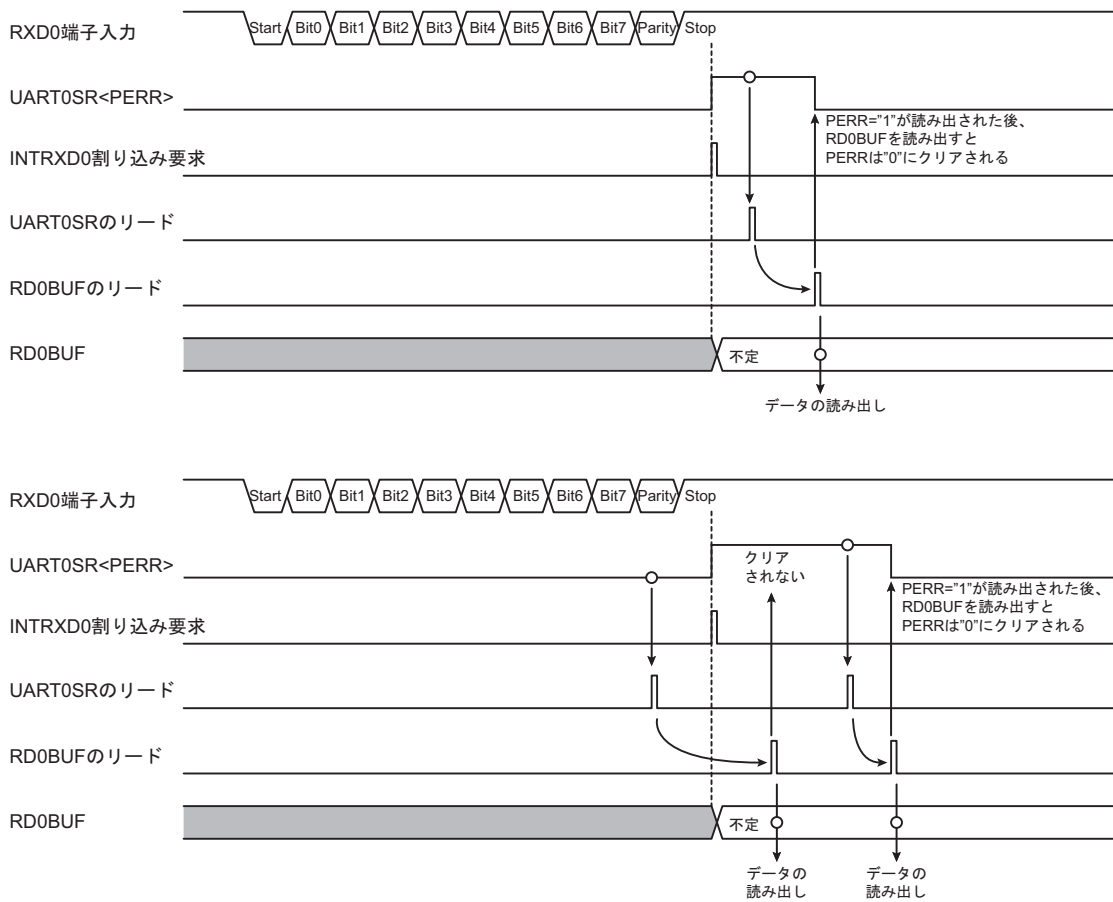 RXD0端子入力
Start Bit0 Bit1 Bit2 Bit3 Bit4 Bit5 Bit6 Bit7 Parity Stop
UART0SR<PERR>
PERR="1"が読み出された後、
RD0BUFを読み出すと
PERRは"0"にクリアされる
INTRXD0割り込み要求
UART0SRのリード
RD0BUFのリード
RD0BUF
不定
データの読み出し
RXD0端子入力
Start Bit0 Bit1 Bit2 Bit3 Bit4 Bit5 Bit6 Bit7 Parity Stop
UART0SR<PERR>
クリア
されない
PERR="1"が読み出された後、
RD0BUFを読み出すと
PERRは"0"にクリアされる
INTRXD0割り込み要求
UART0SRのリード
RD0BUFのリード
RD0BUF
不定
データの
読み出し
データの
読み出し